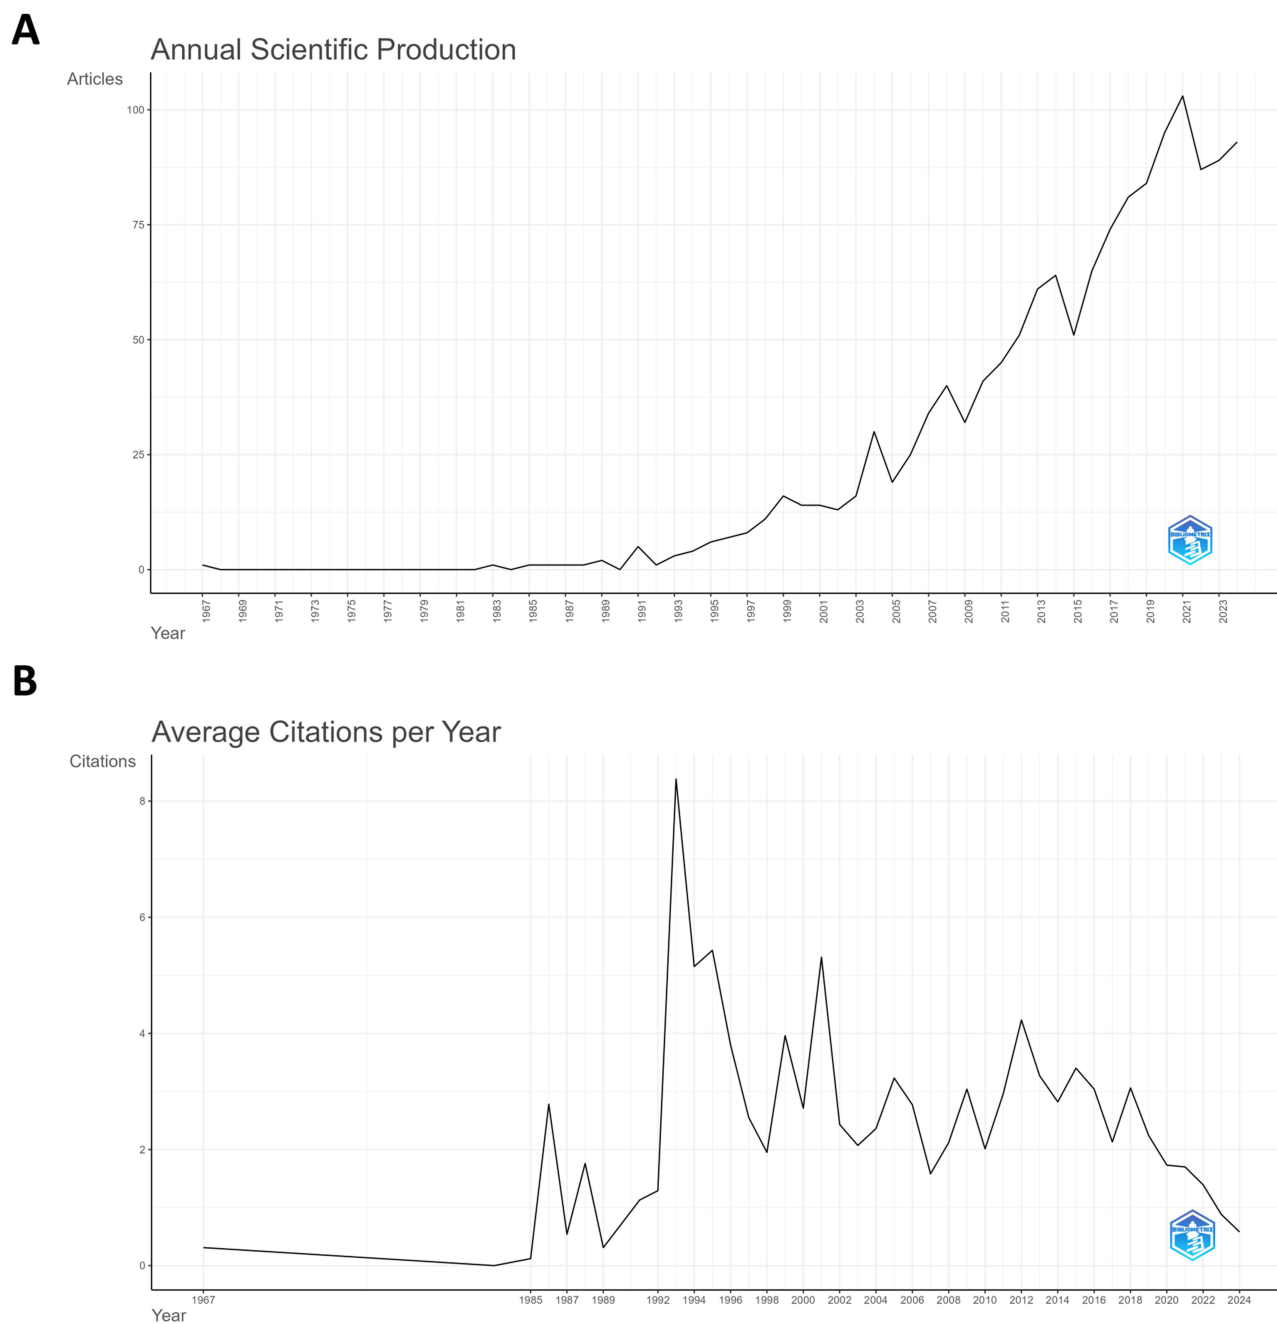 A
Annual Scientific Production
Articles
100
75
50
25
0
1967 1969 1971 1973 1975 1977 1979 1981 1983 1985 1987 1989 1991 1993 1995 1997 1999 2001 2003 2005 2007 2009 2011 2013 2015 2017 2019 2021 2023
Year
BIBLIOMETRIX
B
Average Citations per Year
Citations
8
6
4
2
0
1967 1985 1987 1989 1992 1994 1996 1998 2000 2002 2004 2006 2008 2010 2012 2014 2016 2018 2020 2022 2024
Year
BIBLIOMETRIX